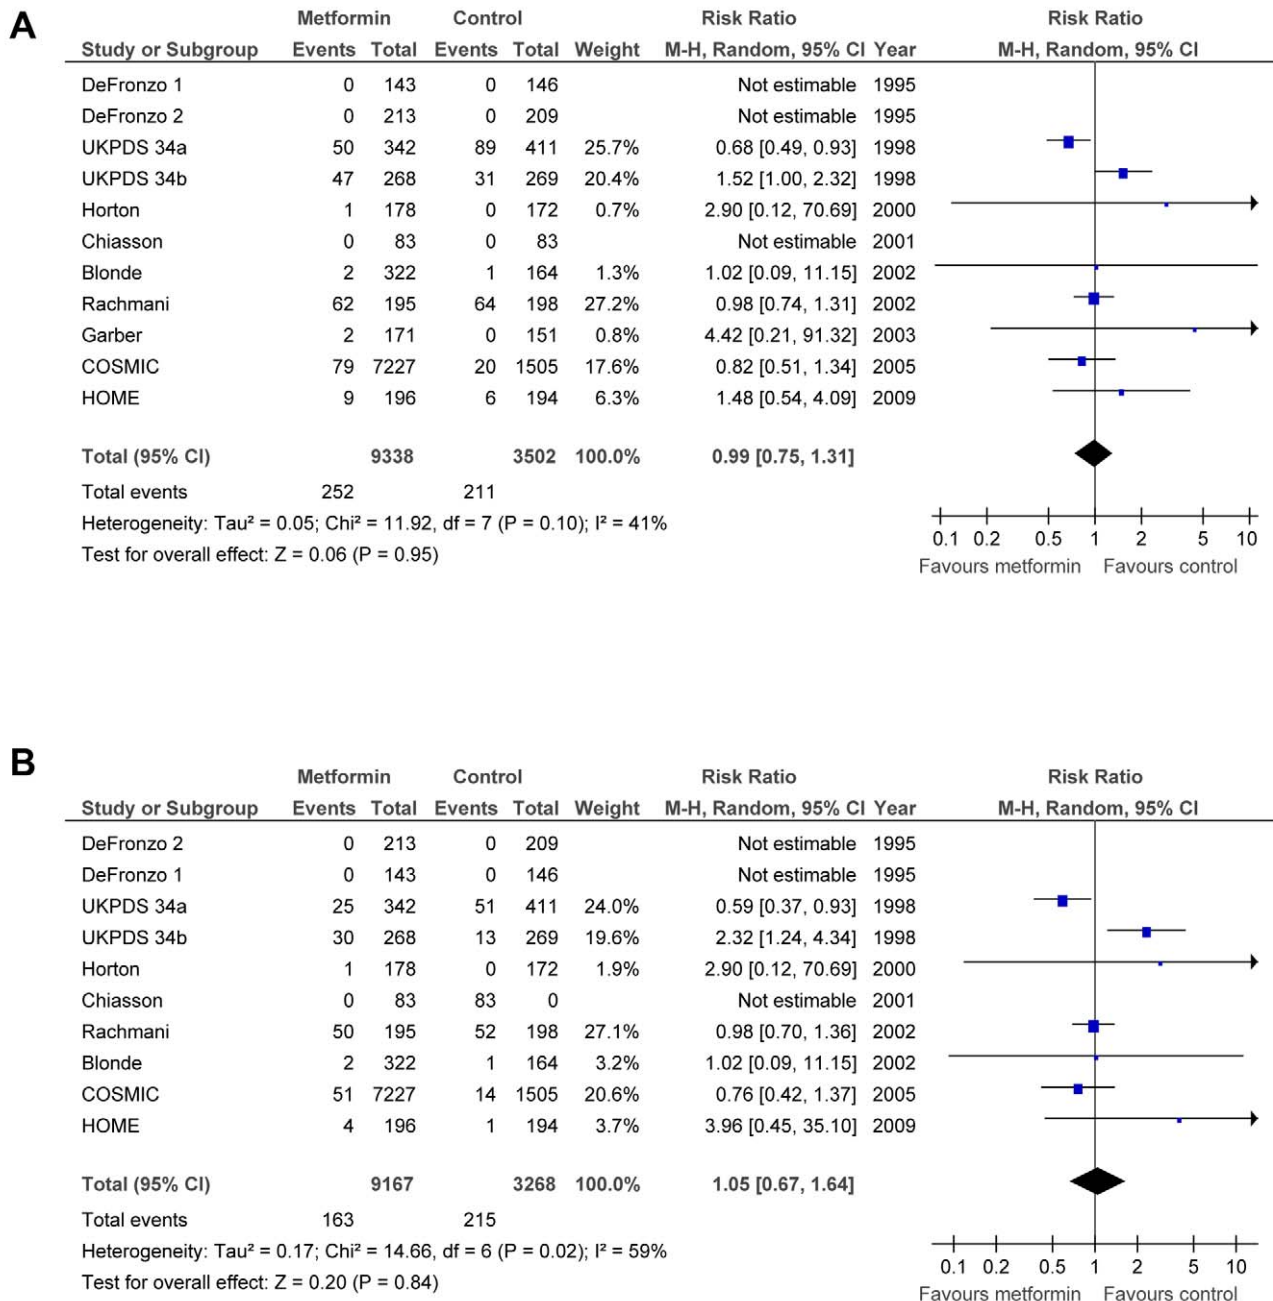 A
Metformin Control Risk Ratio Risk Ratio
Study or Subgroup Events Total Events Total Weight M-H, Random, 95% CI Year M-H, Random, 95% CI
DeFronzo 1 0 143 0 146 Not estimable 1995
DeFronzo 2 0 213 0 209 Not estimable 1995
UKPDS 34a 50 342 89 411 25.7% 0.68 [0.49, 0.93] 1998
UKPDS 34b 47 268 31 269 20.4% 1.52 [1.00, 2.32] 1998
Horton 1 178 0 172 0.7% 2.90 [0.12, 70.69] 2000
Chiasson 0 83 0 83 Not estimable 2001
Blonde 2 322 1 164 1.3% 1.02 [0.09, 11.15] 2002
Rachmani 62 195 64 198 27.2% 0.98 [0.74, 1.31] 2002
Garber 2 171 0 151 0.8% 4.42 [0.21, 91.32] 2003
COSMIC 79 7227 20 1505 17.6% 0.82 [0.51, 1.34] 2005
HOME 9 196 6 194 6.3% 1.48 [0.54, 4.09] 2009
Total (95% CI) 9338 3502 100.0% 0.99 [0.75, 1.31]
Total events 252 211
Heterogeneity: Tau² = 0.05; Chi² = 11.92, df = 7 (P = 0.10); I² = 41%
Test for overall effect: Z = 0.06 (P = 0.95)
0.1 0.2 0.5 1 2 5 10
Favours metformin Favours control
B
Metformin Control Risk Ratio Risk Ratio
Study or Subgroup Events Total Events Total Weight M-H, Random, 95% CI Year M-H, Random, 95% CI
DeFronzo 2 0 213 0 209 Not estimable 1995
DeFronzo 1 0 143 0 146 Not estimable 1995
UKPDS 34a 25 342 51 411 24.0% 0.59 [0.37, 0.93] 1998
UKPDS 34b 30 268 13 269 19.6% 2.32 [1.24, 4.34] 1998
Horton 1 178 0 172 1.9% 2.90 [0.12, 70.69] 2000
Chiasson 0 83 83 0 Not estimable 2001
Rachmani 50 195 52 198 27.1% 0.98 [0.70, 1.36] 2002
Blonde 2 322 1 164 3.2% 1.02 [0.09, 11.15] 2002
COSMIC 51 7227 14 1505 20.6% 0.76 [0.42, 1.37] 2005
HOME 4 196 1 194 3.7% 3.96 [0.45, 35.10] 2009
Total (95% CI) 9167 3268 100.0% 1.05 [0.67, 1.64]
Total events 163 215
Heterogeneity: Tau² = 0.17; Chi² = 14.66, df = 6 (P = 0.02); I² = 59%
Test for overall effect: Z = 0.20 (P = 0.84)
0.1 0.2 0.5 1 2 5 10
Favours metformin Favours control